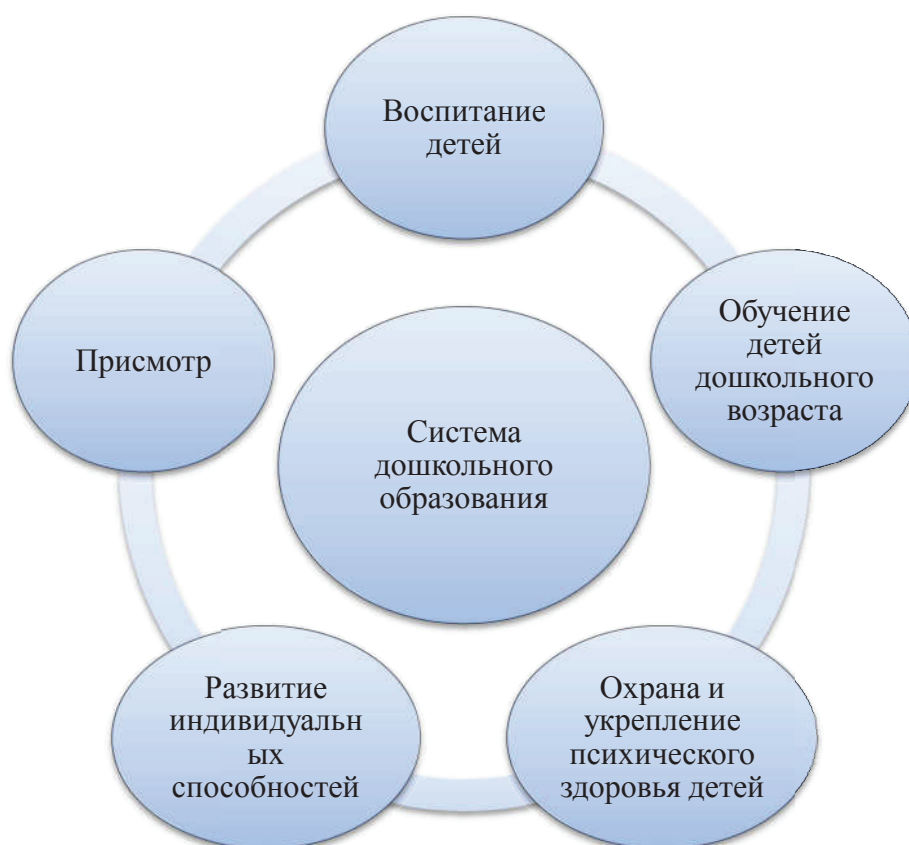 Воспитание
детей
Обучение
детей
дошкольного
возраста
Охрана и
укрепление
психического
здоровья детей
Развитие
индивидуальн
ых
способностей
Присмотр
Система
дошкольного
образования